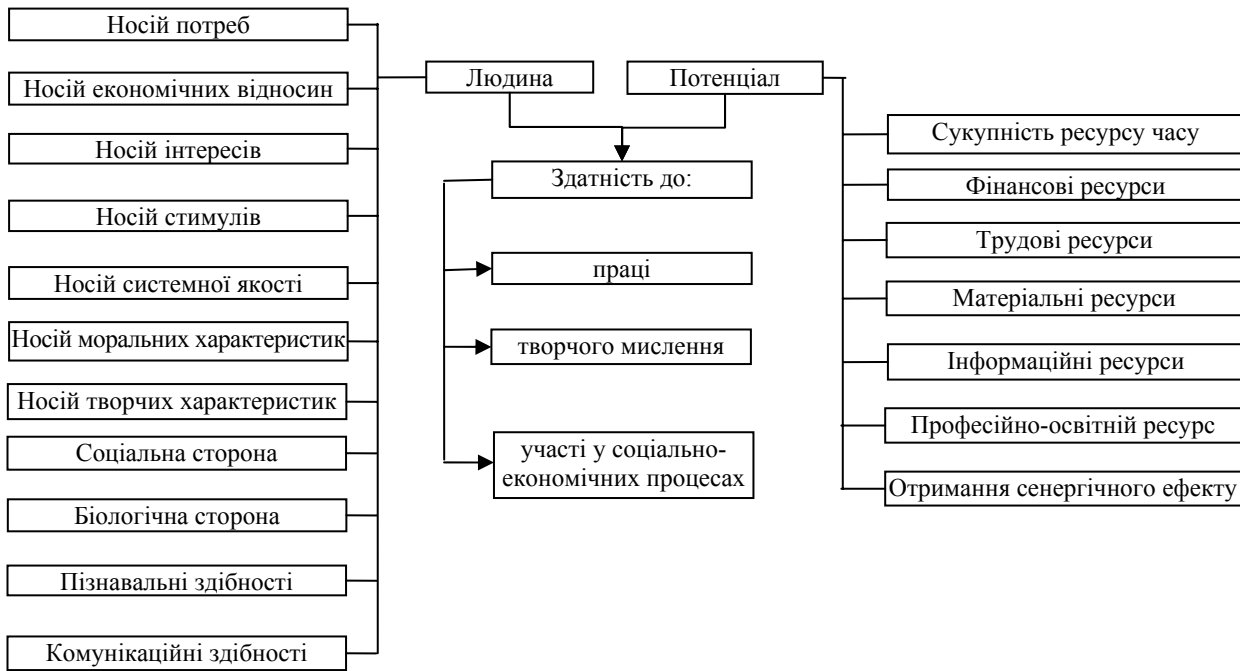 Носій потреб
Носій економічних відносин
Носій інтересів
Носій стимулів
Носій системної якості
Носій моральних характеристик
Носій творчих характеристик
Соціальна сторона
Біологічна сторона
Пізнавальні здібності
Комунікаційні здібності
Людина
Потенціал
Здатність до:
праці
творчого мислення
участі у соціально-
економічних процесах
Сукупність ресурсу часу
Фінансові ресурси
Трудові ресурси
Матеріальні ресурси
Інформаційні ресурси
Професійно-освітній ресурс
Отримання сенергічного ефекту